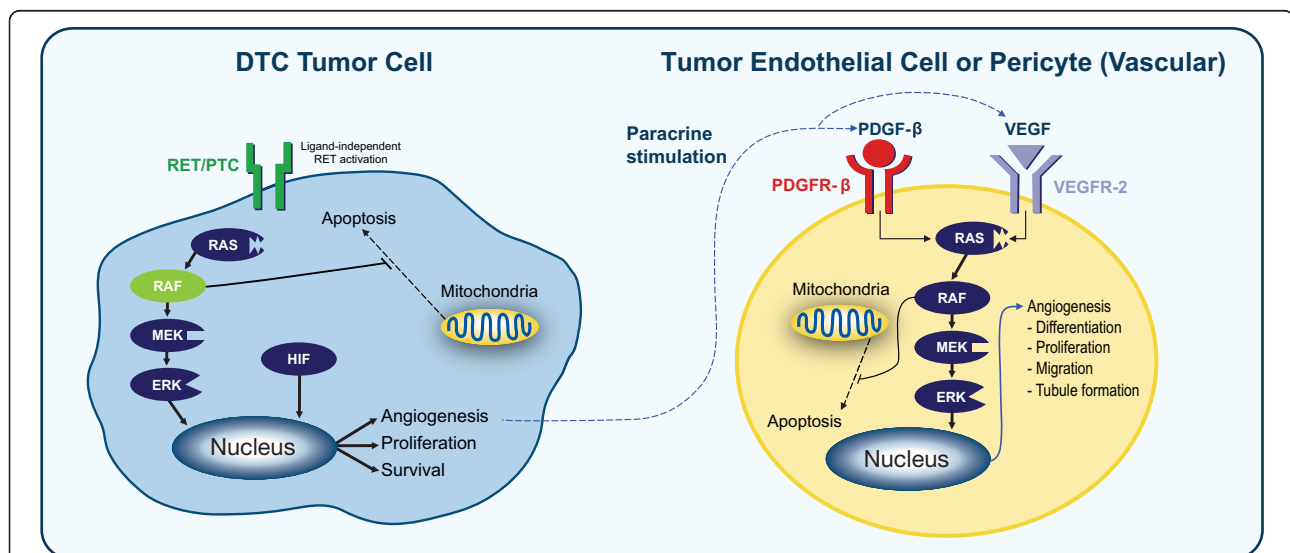 DTC Tumor Cell
RET/PTC
Ligand-independent
RET activation
Apoptosis
RAS
RAF
MEK
ERK
HIF
Mitochondria
Nucleus
Angiogenesis
Proliferation
Survival
Tumor Endothelial Cell or Pericyte (Vascular)
Paracrine
stimulation
PDGF-β
VEGF
PDGFR-β
VEGFR-2
RAS
Mitochondria
RAF
MEK
ERK
Apoptosis
Nucleus
Angiogenesis
- Differentiation
- Proliferation
- Migration
- Tubule formation